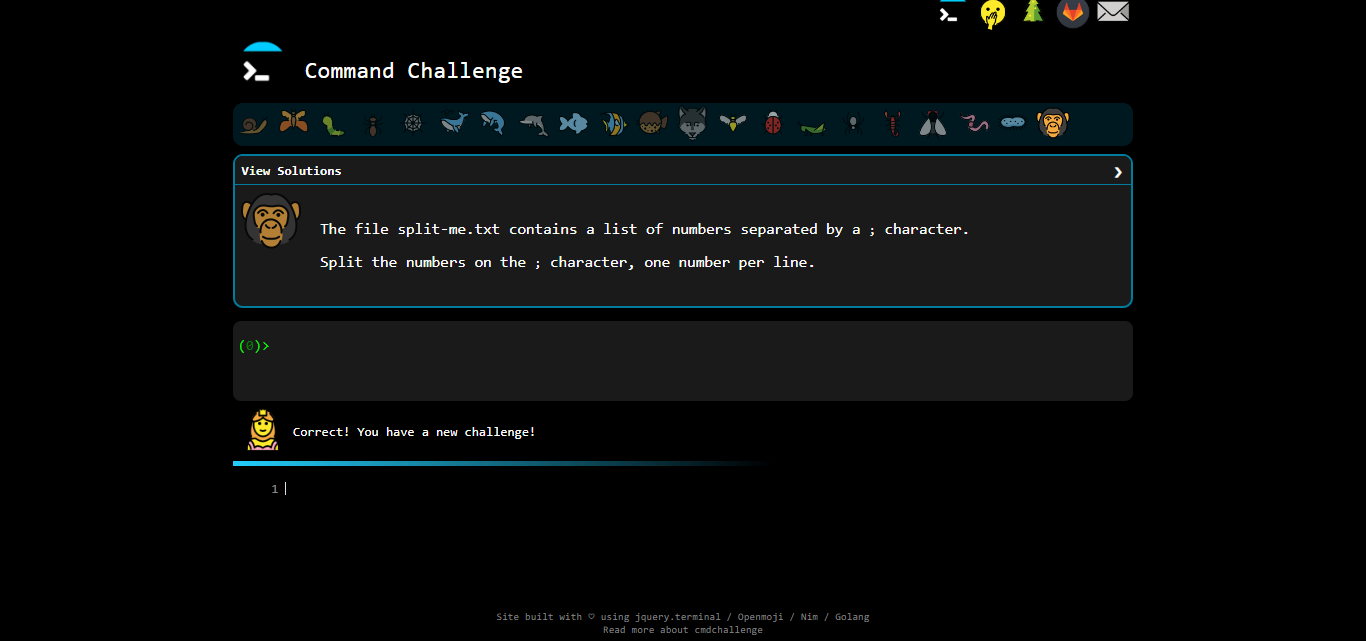 Command Challenge
View Solutions ❯
The file split-me.txt contains a list of numbers separated by a ; character.
Split the numbers on the ; character, one number per line.
(0)>
Correct! You have a new challenge!
1
Site built with ♡ using jquery.terminal / Openmoji / Nim / Golang
Read more about cmdchallenge